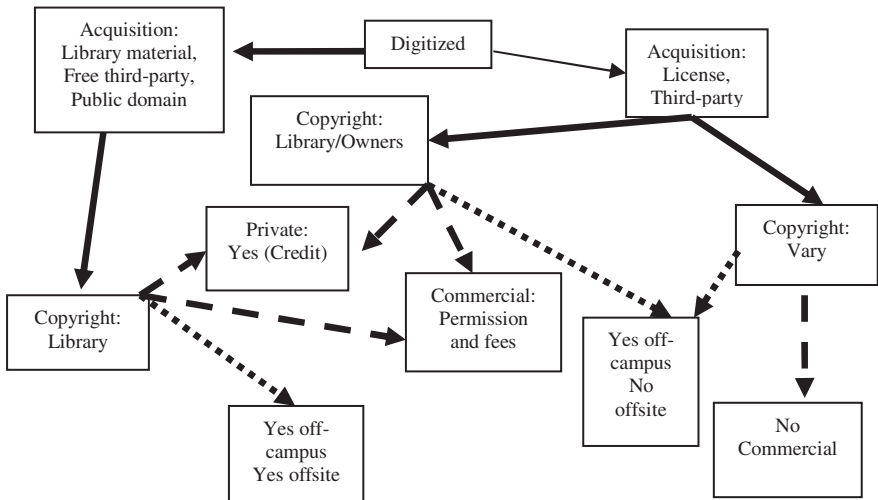 Acquisition:
Library material,
Free third-party,
Public domain
Digitized
Acquisition:
License,
Third-party
Copyright:
Library/Owners
Private:
Yes (Credit)
Copyright:
Vary
Commercial:
Permission
and fees
Copyright:
Library
Yes off-
campus
No
offsite
Yes off-
campus
Yes offsite
No
Commercial